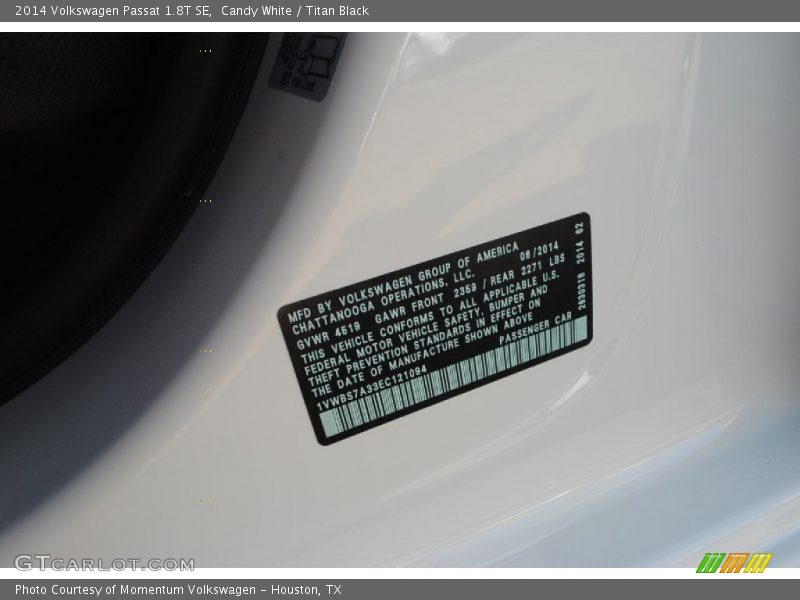 2014 Volkswagen Passat 1.8T SE,  Candy White / Titan Black
MFD BY VOLKSWAGEN GROUP OF AMERICA
CHATTANOOGA OPERATIONS, LLC.
06/2014
GVWR 4519 GAWR FRONT 2359 / REAR 2271 LBS
THIS VEHICLE CONFORMS TO ALL APPLICABLE U.S.
FEDERAL MOTOR VEHICLE SAFETY, BUMPER AND
THEFT PREVENTION STANDARDS IN EFFECT ON
THE DATE OF MANUFACTURE SHOWN ABOVE
PASSENGER CAR
1VWBS7A33EC121094
2630318 2014 62
GTCARLOT.COM
Photo Courtesy of Momentum Volkswagen - Houston, TX